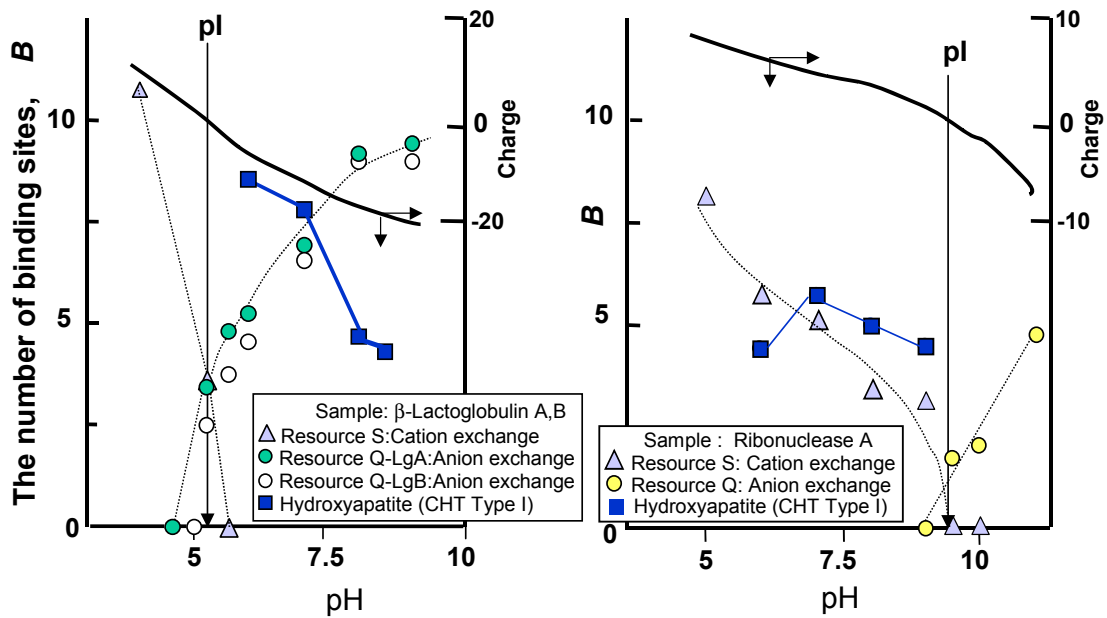 The number of binding sites, B
10
5
0
5
7.5
10
pH
pI
20
0
-20
Charge
Sample: β-Lactoglobulin A,B
Resource S:Cation exchange
Resource Q-LgA:Anion exchange
Resource Q-LgB:Anion exchange
Hydroxyapatite (CHT Type I)
B
10
5
0
5
7.5
10
pH
pI
10
0
-10
Charge
Sample : Ribonuclease A
Resource S: Cation exchange
Resource Q: Anion exchange
Hydroxyapatite (CHT Type I)